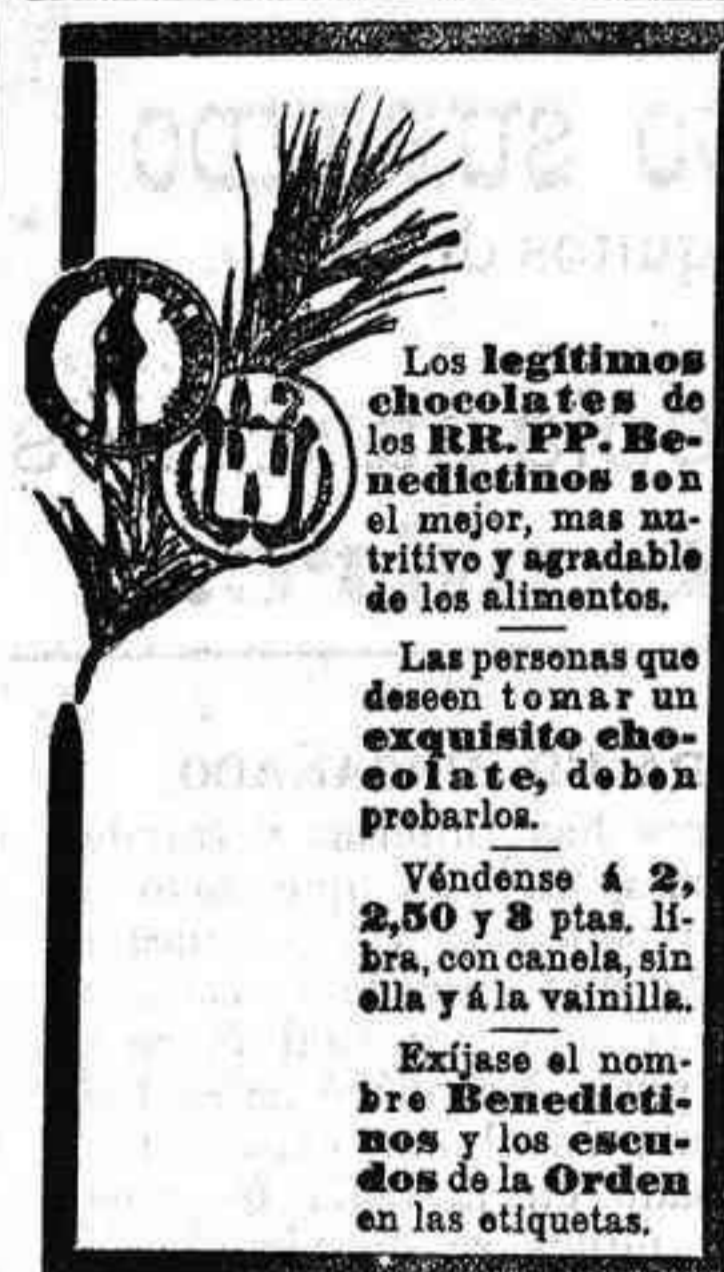 Los legítimos
chocolates de
los RR. PP. Be-
nedictinos son
el mejor, mas nu-
tritivo y agradable
de los alimentos.
Las personas que
deseen tomar un
exquisito cho-
colate, deben
probarlos.
Véndense á 2,
2,50 y 3 ptas. lí-
bra, con canela, sin
ella y á la vainilla.
Exíjase el nom-
bre Benedicti-
nos y los escu-
dos de la Orden
en las etiquetas.